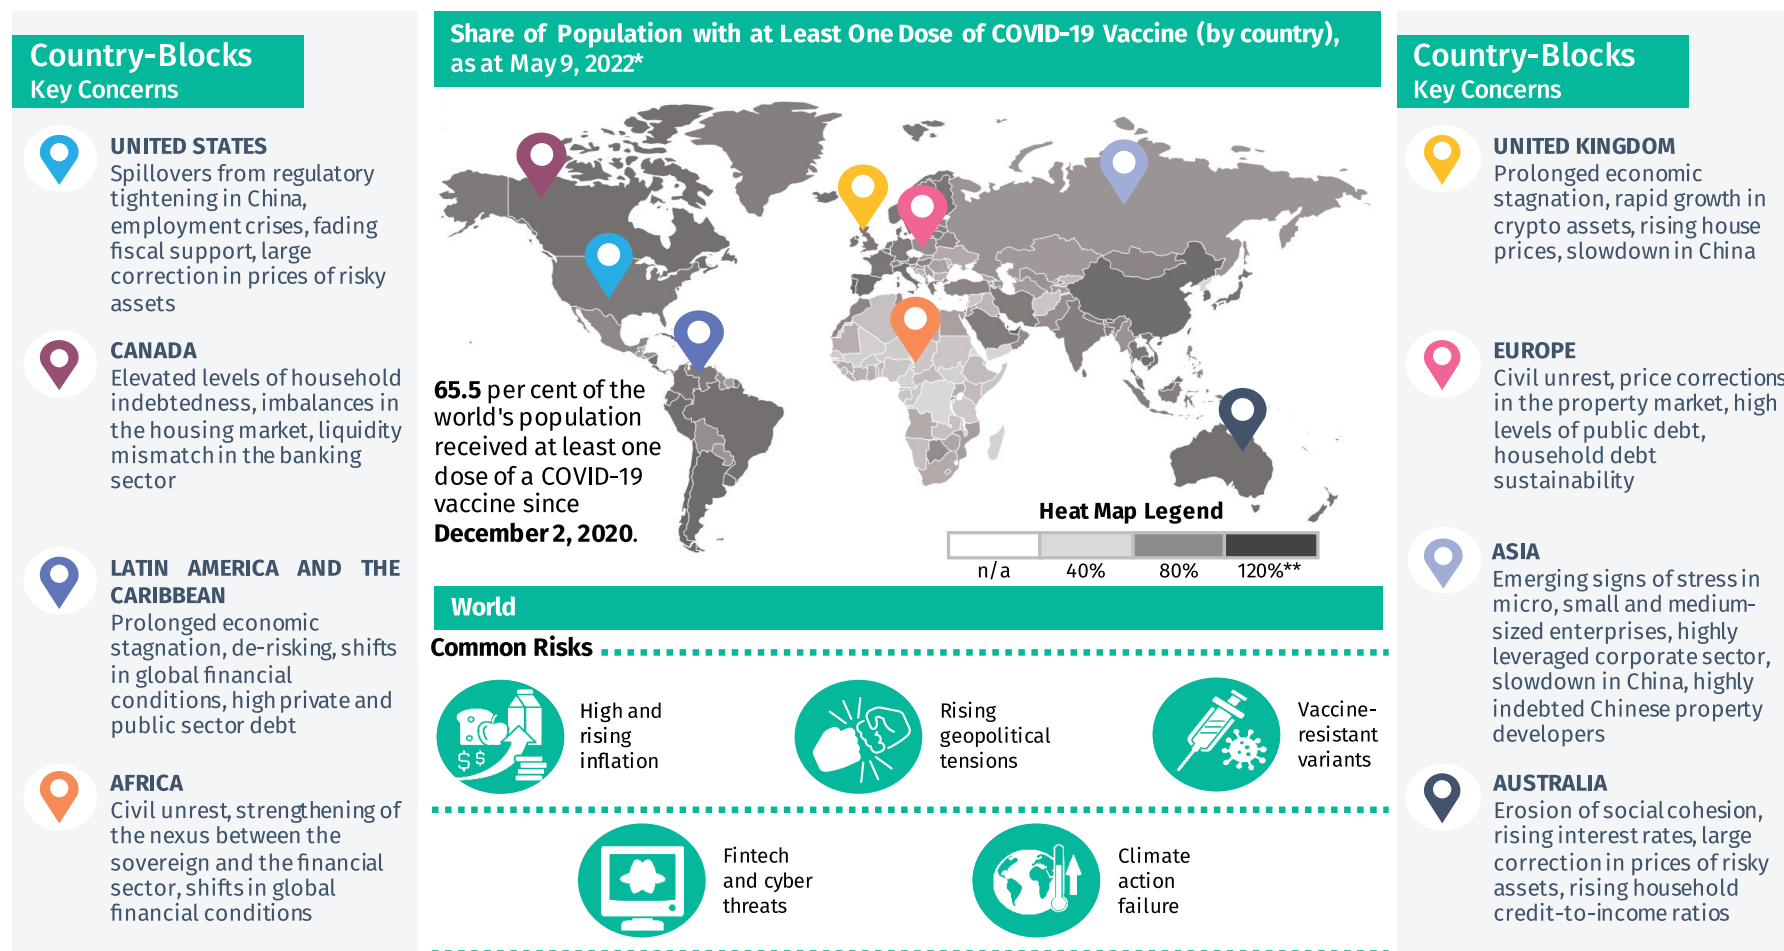 Country-Blocks
Key Concerns
UNITED STATES
Spillovers from regulatory
tightening in China,
employment crises, fading
fiscal support, large
correction in prices of risky
assets
CANADA
Elevated levels of household
indebtedness, imbalances in
the housing market, liquidity
mismatch in the banking
sector
LATIN AMERICA AND THE
CARIBBEAN
Prolonged economic
stagnation, de-risking, shifts
in global financial
conditions, high private and
public sector debt
AFRICA
Civil unrest, strengthening of
the nexus between the
sovereign and the financial
sector, shifts in global
financial conditions
Share of Population with at Least One Dose of COVID-19 Vaccine (by country),
as at May 9, 2022*
65.5 per cent of the
world's population
received at least one
dose of a COVID-19
vaccine since
December 2, 2020.
Heat Map Legend
n/a 40% 80% 120%**
World
Common Risks
$ $
High and
rising
inflation
Rising
geopolitical
tensions
Vaccine-
resistant
variants
Fintech
and cyber
threats
Climate
action
failure
Country-Blocks
Key Concerns
UNITED KINGDOM
Prolonged economic
stagnation, rapid growth in
crypto assets, rising house
prices, slowdown in China
EUROPE
Civil unrest, price corrections
in the property market, high
levels of public debt,
household debt
sustainability
ASIA
Emerging signs of stress in
micro, small and medium-
sized enterprises, highly
leveraged corporate sector,
slowdown in China, highly
indebted Chinese property
developers
AUSTRALIA
Erosion of social cohesion,
rising interest rates, large
correction in prices of risky
assets, rising household
credit-to-income ratios